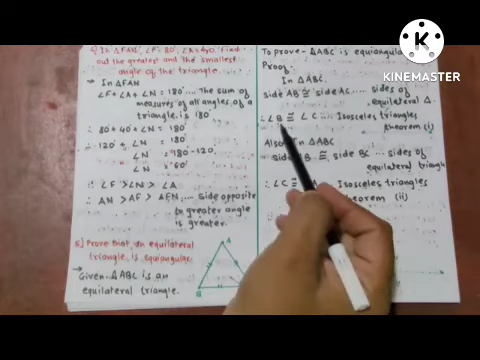 4) In △FAN, ∠F=80°, ∠A=40°. Find
out the greatest and the smallest
angle of the triangle.
→ In △FAN
∠F+∠A+∠N = 180° ... The sum of
measures of all angles of a
triangle is 180°
∴ 80+40+∠N = 180°
∴ 120°+∠N = 180°
∠N = 180°-120°
∠N = 60°
∴ ∠F > ∠N > ∠A
∴ AN > AF > FN .... side opposite
to greater angle
is greater.
5) Prove that, an equilateral
triangle is equiangular.
→ Given: △ABC is an
equilateral triangle.
A
B
To prove- △ABC is equiangular
Proof-
In △ABC,
side AB ≅ side AC .... sides of
equilateral △.
∴ ∠B ≅ ∠C ... Isosceles triangles
theorem (i)
Also, In △ABC
side ≅ side BC ... sides of
equilateral triangle
∴ ∠C ≅ Isosceles triangles
theorem (ii)
KINEMASTER